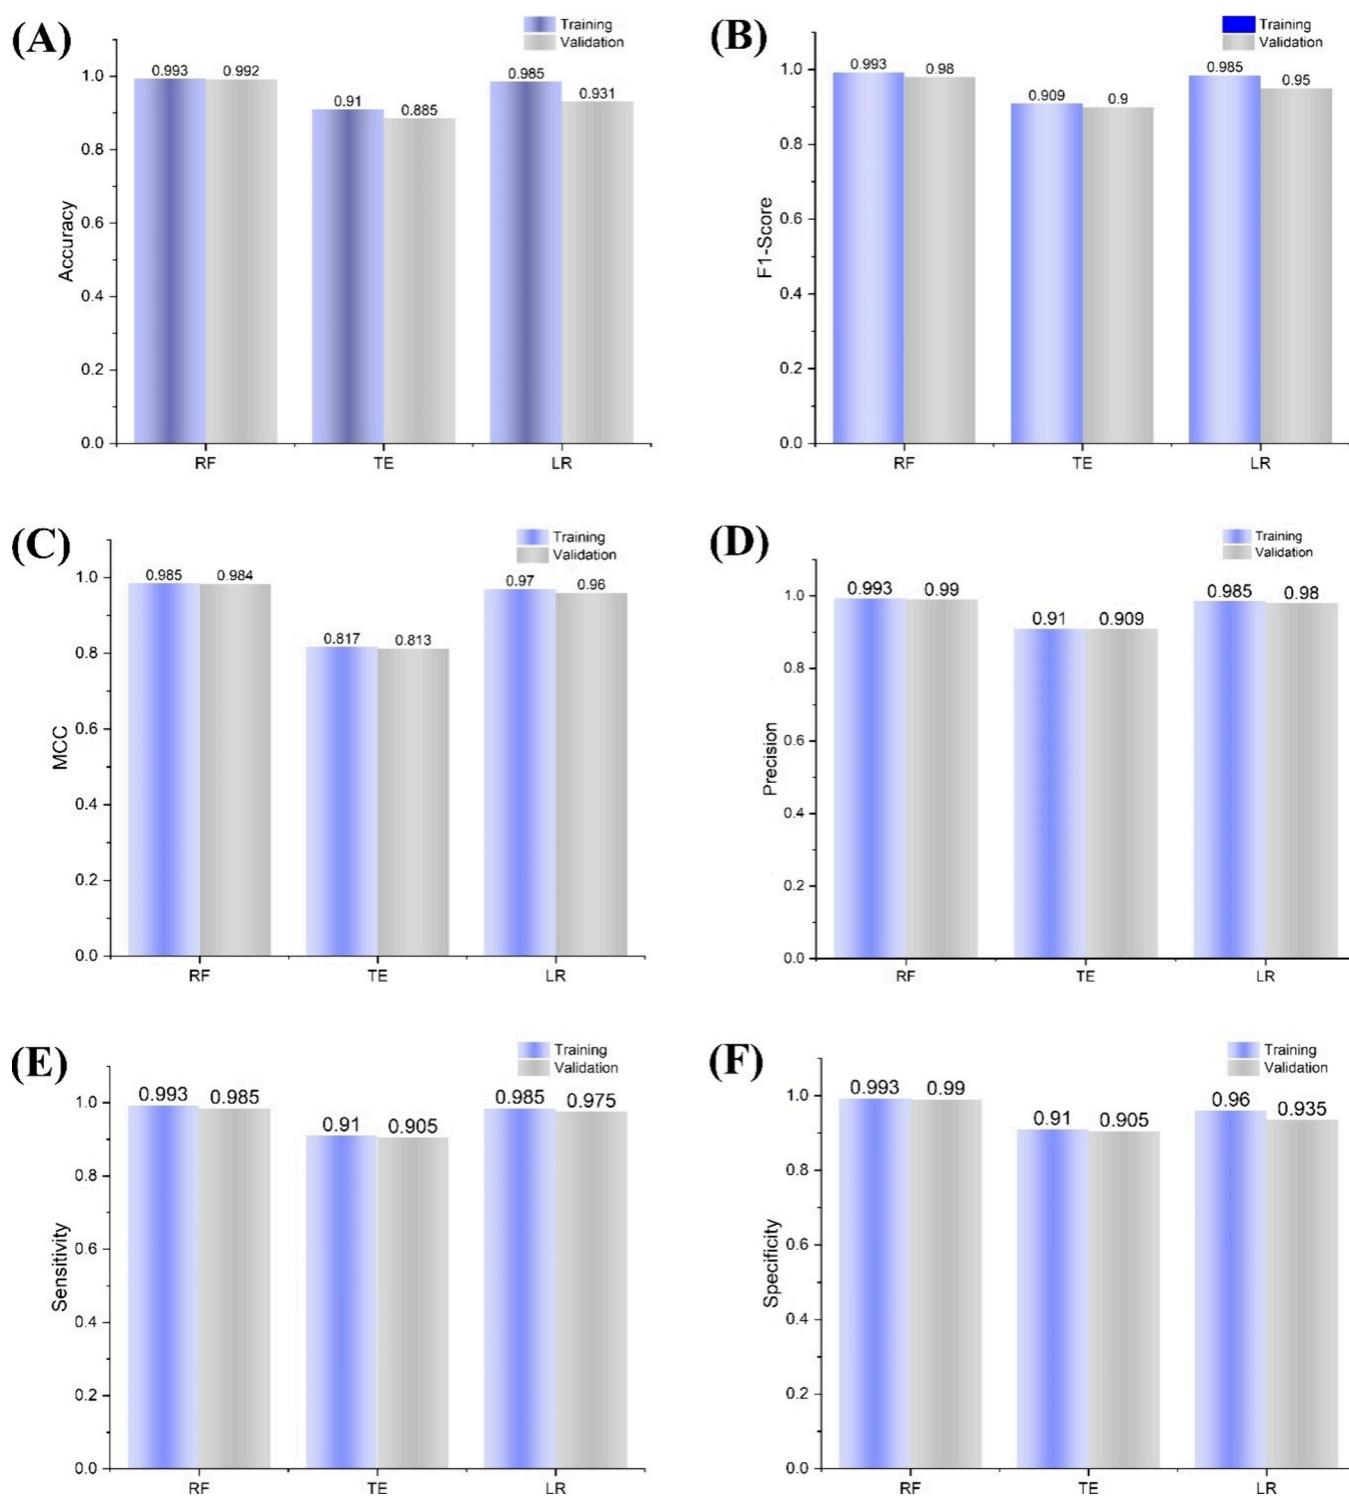 (A)
Training
Validation
Accuracy
1.0
0.8
0.6
0.4
0.2
0.0
0.993
0.992
0.91
0.885
0.985
0.931
RF
TE
LR
(B)
Training
Validation
F1-Score
1.0
0.8
0.6
0.4
0.2
0.0
0.993
0.98
0.909
0.9
0.985
0.95
RF
TE
LR
(C)
Training
Validation
MCC
1.0
0.8
0.6
0.4
0.2
0.0
0.985
0.984
0.817
0.813
0.97
0.96
RF
TE
LR
(D)
Training
Validation
Precision
1.0
0.8
0.6
0.4
0.2
0.0
0.993
0.99
0.91
0.909
0.985
0.98
RF
TE
LR
(E)
Training
Validation
Sensitivity
1.0
0.8
0.6
0.4
0.2
0.0
0.993
0.985
0.91
0.905
0.985
0.975
RF
TE
LR
(F)
Training
Validation
Specificity
1.0
0.8
0.6
0.4
0.2
0.0
0.993
0.99
0.91
0.905
0.96
0.935
RF
TE
LR